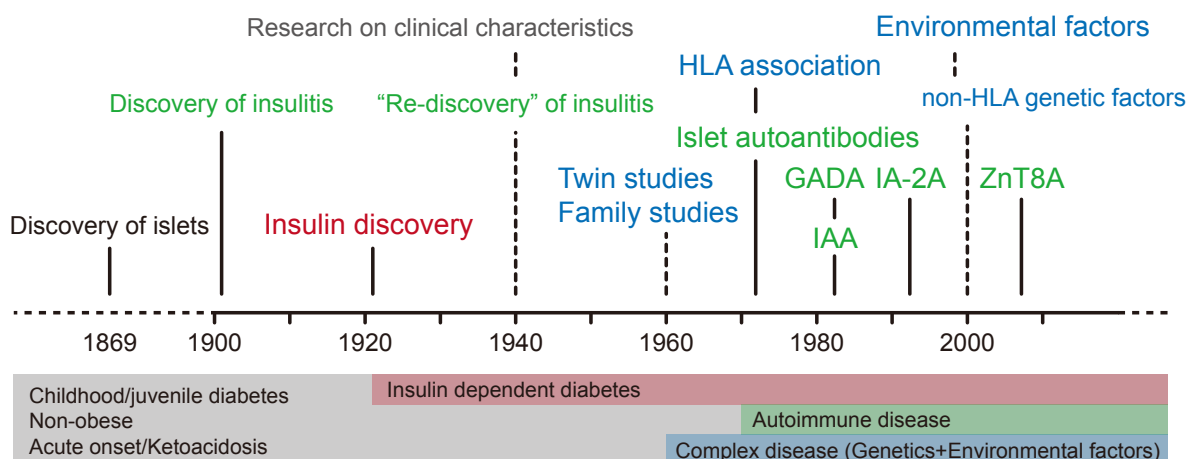 Research on clinical characteristics
Environmental factors
HLA association
Discovery of insulitis
“Re-discovery” of insulitis
non-HLA genetic factors
Islet autoantibodies
Twin studies
Family studies
GADA
IA-2A
ZnT8A
Discovery of islets
Insulin discovery
IAA
1869
1900
1920
1940
1960
1980
2000
Childhood/juvenile diabetes
Non-obese
Acute onset/Ketoacidosis
Insulin dependent diabetes
Autoimmune disease
Complex disease (Genetics+Environmental factors)